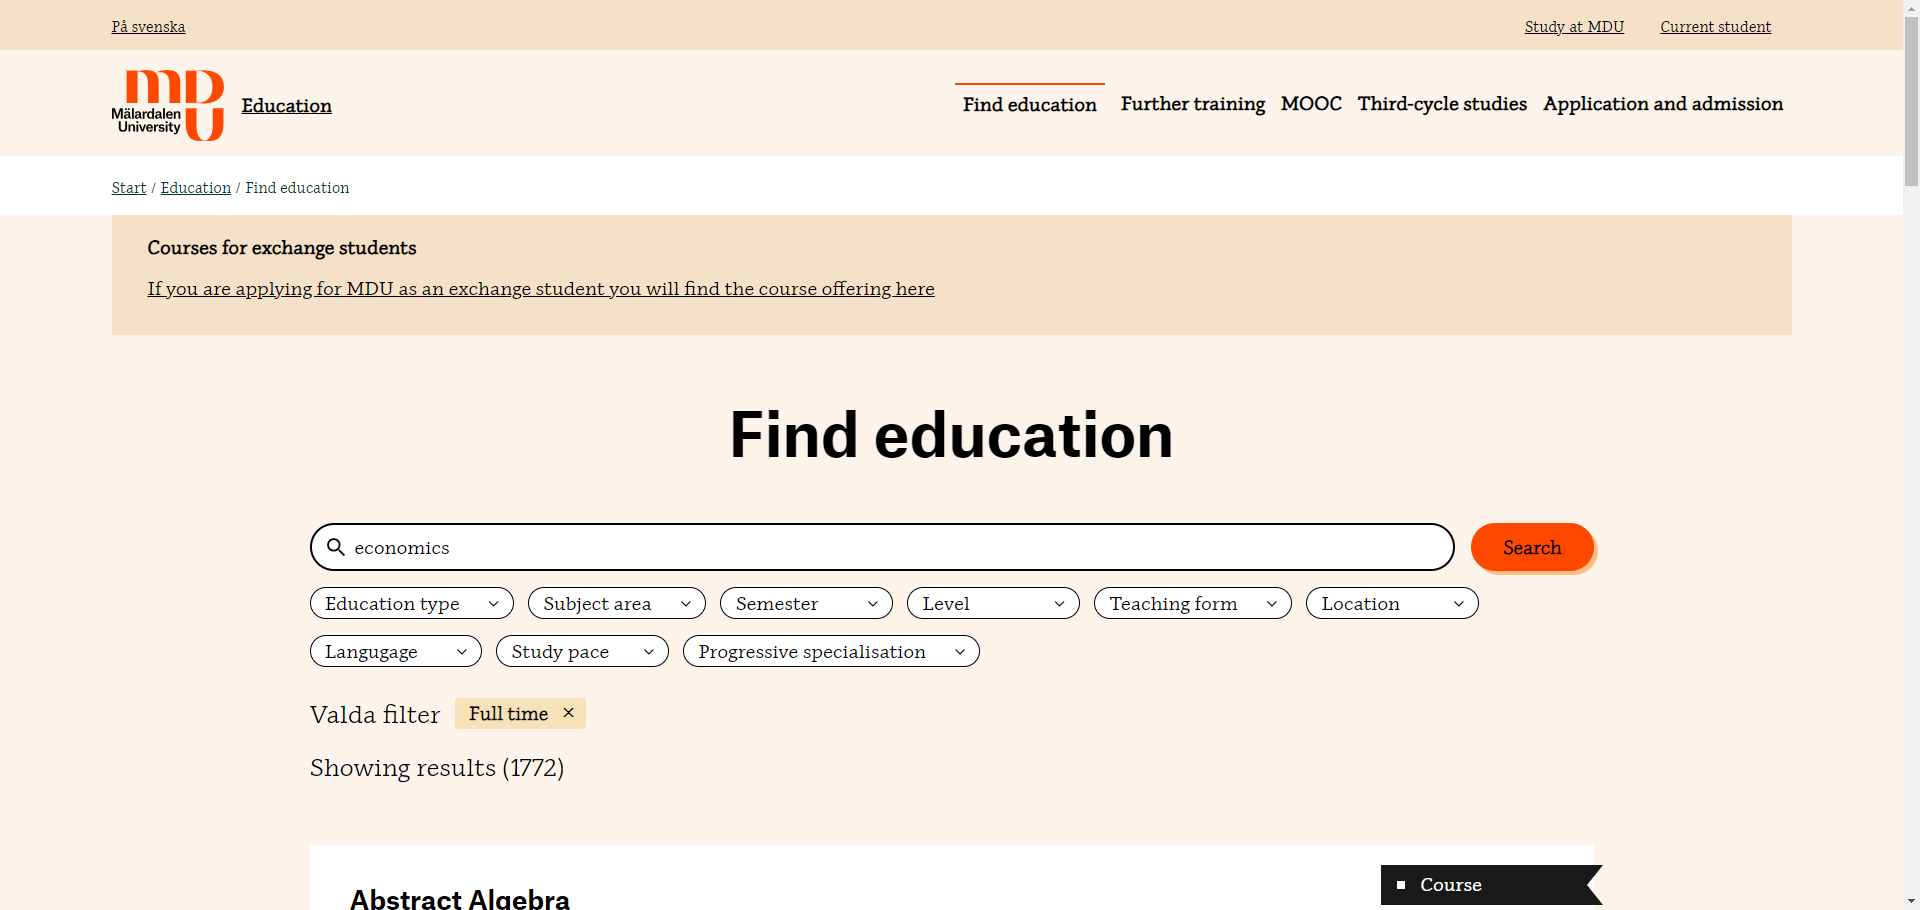 På svenska
Study at MDU
Current student
Mälardalen
University
Education
Find education
Further training
MOOC
Third-cycle studies
Application and admission
Start / Education / Find education
Courses for exchange students
If you are applying for MDU as an exchange student you will find the course offering here
Find education
economics
Search
Education type
Subject area
Semester
Level
Teaching form
Location
Langugage
Study pace
Progressive specialisation
Valda filter
Full time
Showing results (1772)
Abstract Algebra
Course